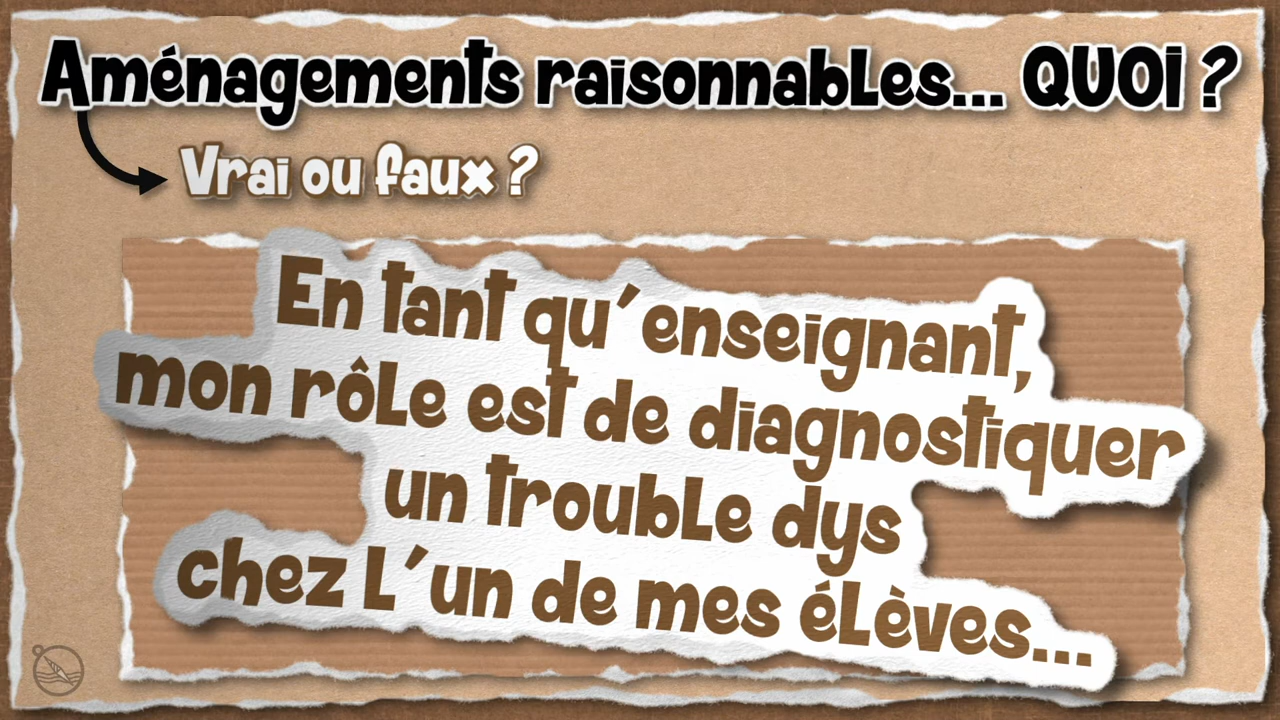 Aménagements raisonnables... QUOI ?
Vrai ou faux ?
En tant qu'enseignant,
mon rôle est de diagnostiquer
un trouble dys
chez l'un de mes élèves...